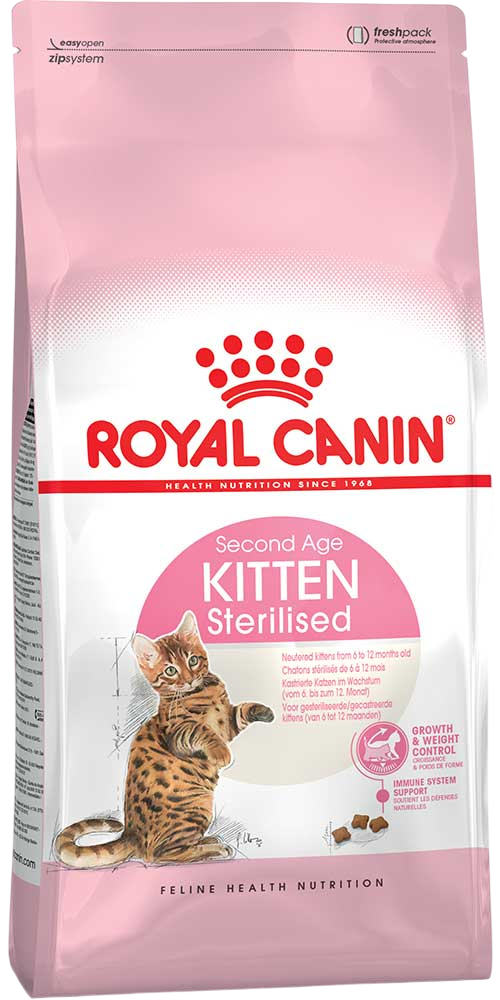 easyopen
zipsystem
freshpack
Protective atmosphere
ROYAL CANIN®
HEALTH NUTRITION SINCE 1968
Second Age
KITTEN
Sterilised
Neutered kittens from 6 to 12 months old
Chatons stérilisés de 6 à 12 mois
Kastrierte Katzen im Wachstum
(vom 6. bis zum 12. Monat)
Voor gesteriliseerde/gecastreerde
kittens (van 6 tot 12 maanden)
GROWTH
& WEIGHT
CONTROL
CROISSANCE
& POIDS DE FORME
IMMUNE SYSTEM
SUPPORT
SOUTIENT LES DÉFENSES
NATURELLES
FELINE HEALTH NUTRITION